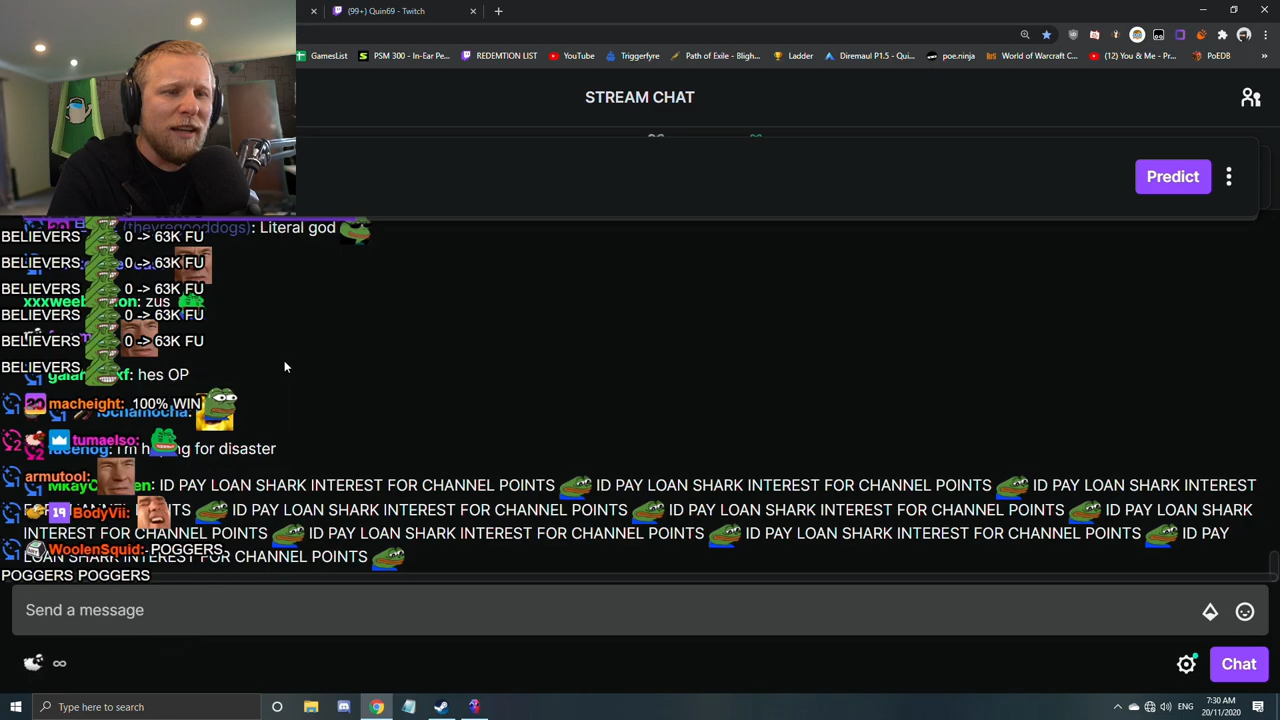 (99+) Quin69 - Twitch
GamesList
PSM 300 - In-Ear Pe...
REDEMTION LIST
YouTube
Triggerfyre
Path of Exile - Bligh...
Ladder
Diremaul P1.5 - Qui...
poe.ninja
World of Warcraft C...
(12) You & Me - Pr...
PoEDB
STREAM CHAT
Predict
(theyregooddogs): Literal god
BELIEVERS 0 -> 63K FU
BELIEVERS 0 -> 63K FU
BELIEVERS 0 -> 63K FU
zus
BELIEVERS 0 -> 63K FU
BELIEVERS 0 -> 63K FU
BELIEVERS
hes OP
macheight: 100% WIN
tumaelso:
for disaster
armutool:
ID PAY LOAN SHARK INTEREST FOR CHANNEL POINTS ID PAY LOAN SHARK INTEREST FOR CHANNEL POINTS ID PAY LOAN SHARK INTEREST
BodyVii: ID PAY LOAN SHARK INTEREST FOR CHANNEL POINTS ID PAY LOAN SHARK INTEREST FOR CHANNEL POINTS ID PAY LOAN SHARK
INTEREST FOR CHANNEL POINTS ID PAY LOAN SHARK INTEREST FOR CHANNEL POINTS ID PAY LOAN SHARK INTEREST FOR CHANNEL POINTS ID PAY
WoolenSquid: POGGERS
LOAN SHARK INTEREST FOR CHANNEL POINTS
POGGERS POGGERS
Send a message
Chat
Type here to search
ENG
7:30 AM
20/11/2020